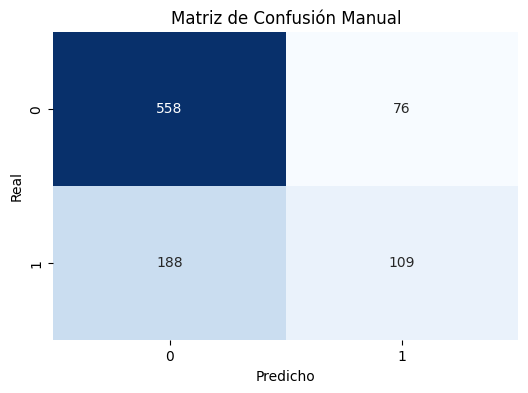 Matriz de Confusión Manual
0
558
76
Real
1
188
109
0
1
Predicho